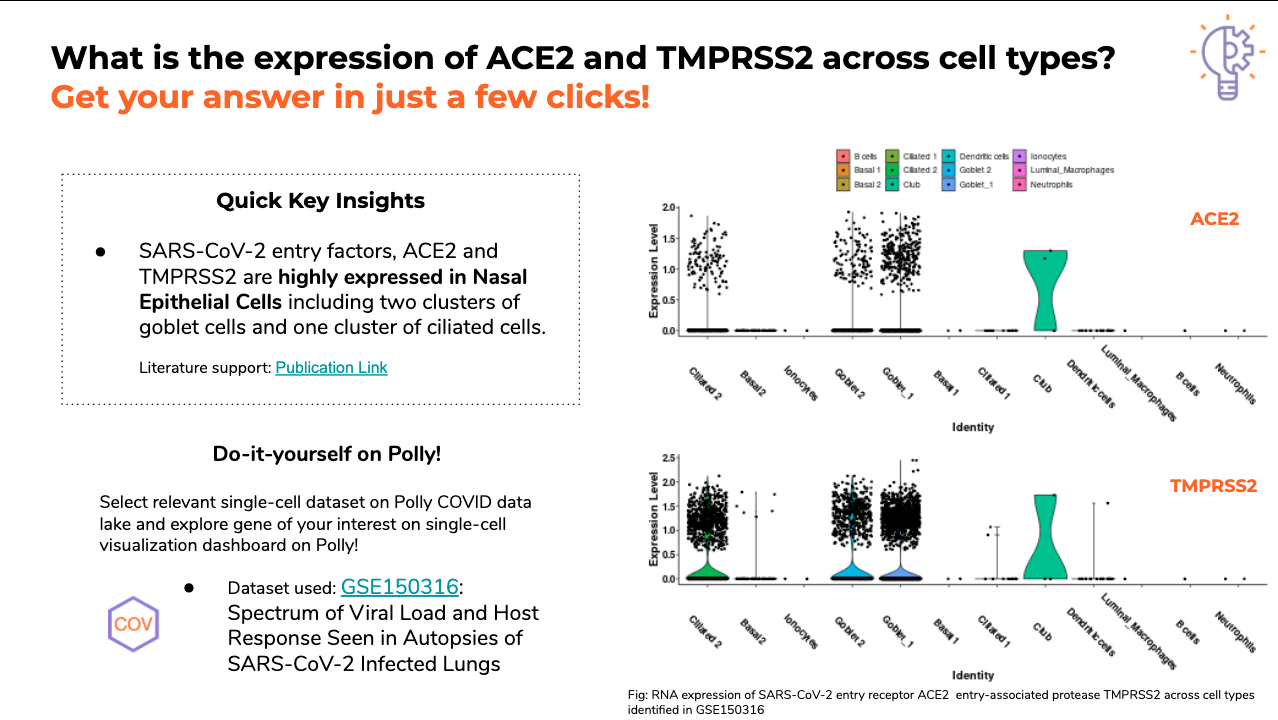 What is the expression of ACE2 and TMPRSS2 across cell types?
Get your answer in just a few clicks!
Quick Key Insights
● SARS-CoV-2 entry factors, ACE2 and
TMPRSS2 are highly expressed in Nasal
Epithelial Cells including two clusters of
goblet cells and one cluster of ciliated cells.
Literature support: Publication Link
Do-it-yourself on Polly!
Select relevant single-cell dataset on Polly COVID data
lake and explore gene of your interest on single-cell
visualization dashboard on Polly!
COV
● Dataset used: GSE150316:
Spectrum of Viral Load and Host
Response Seen in Autopsies of
SARS-CoV-2 Infected Lungs
B cells Ciliated 1 Dendritic cells Ionocytes
Basal 1 Ciliated 2 Goblet 2 Luminal_Macrophages
Basal 2 Club Goblet_1 Neutrophils
ACE2
Expression Level
2.0
1.5
1.0
0.5
0.0
Ciliated 2
Basal 2
Ionocytes
Goblet 2
Goblet_1
Basal 1
Ciliated 1
Club
Dendritic cells
Luminal_Macrophages
B cells
Neutrophils
Identity
TMPRSS2
Expression Level
2.5
2.0
1.5
1.0
0.5
0.0
Ciliated 2
Basal 2
Ionocytes
Goblet 2
Goblet_1
Basal 1
Ciliated 1
Club
Dendritic cells
Luminal_Macrophages
B cells
Neutrophils
Identity
Fig: RNA expression of SARS-CoV-2 entry receptor ACE2 entry-associated protease TMPRSS2 across cell types
identified in GSE150316